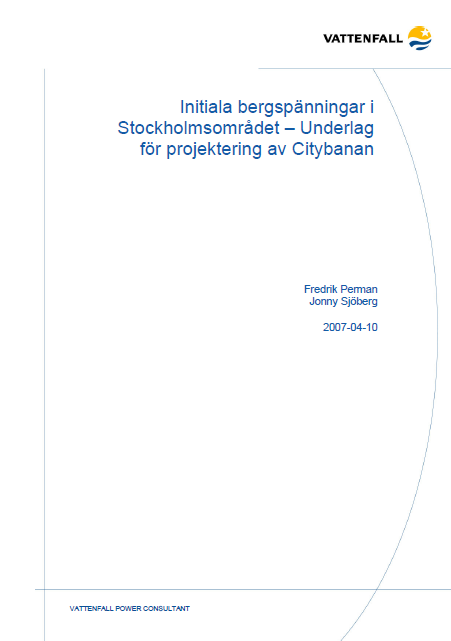 VATTENFALL
Initiala bergspänningar i
Stockholmsområdet – Underlag
för projektering av Citybanan
Fredrik Perman
Jonny Sjöberg
2007-04-10
VATTENFALL POWER CONSULTANT